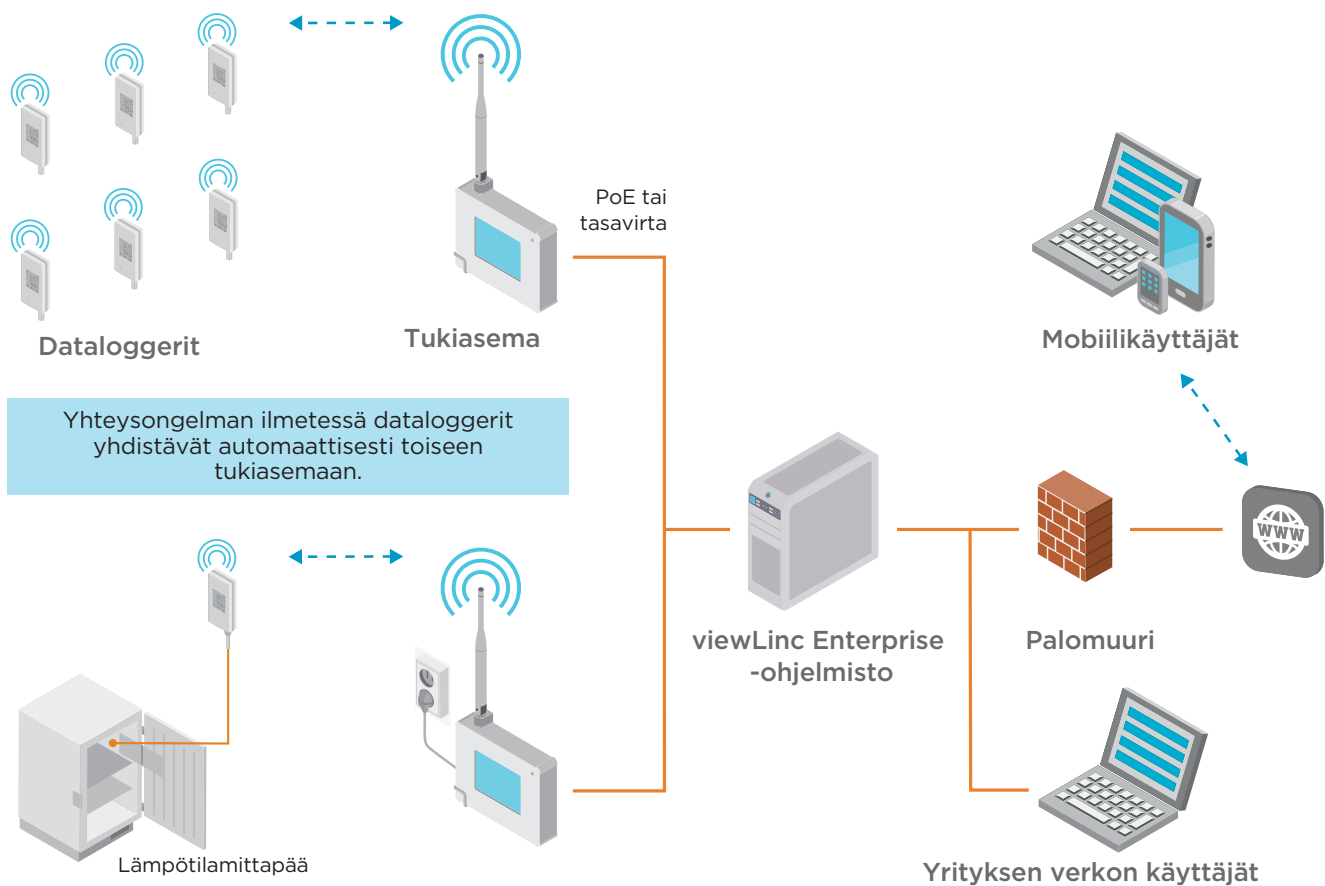 PoE tai
tasavirta
Dataloggerit
Tukiasema
Mobiilikäyttäjät
Yhteysongelman ilmetessä dataloggerit
yhdistävät automaattisesti toiseen
tukiasemaan.
WWW
viewLinc Enterprise
-ohjelmisto
Palomuuri
Lämpötilamittapää
Yrityksen verkon käyttäjät